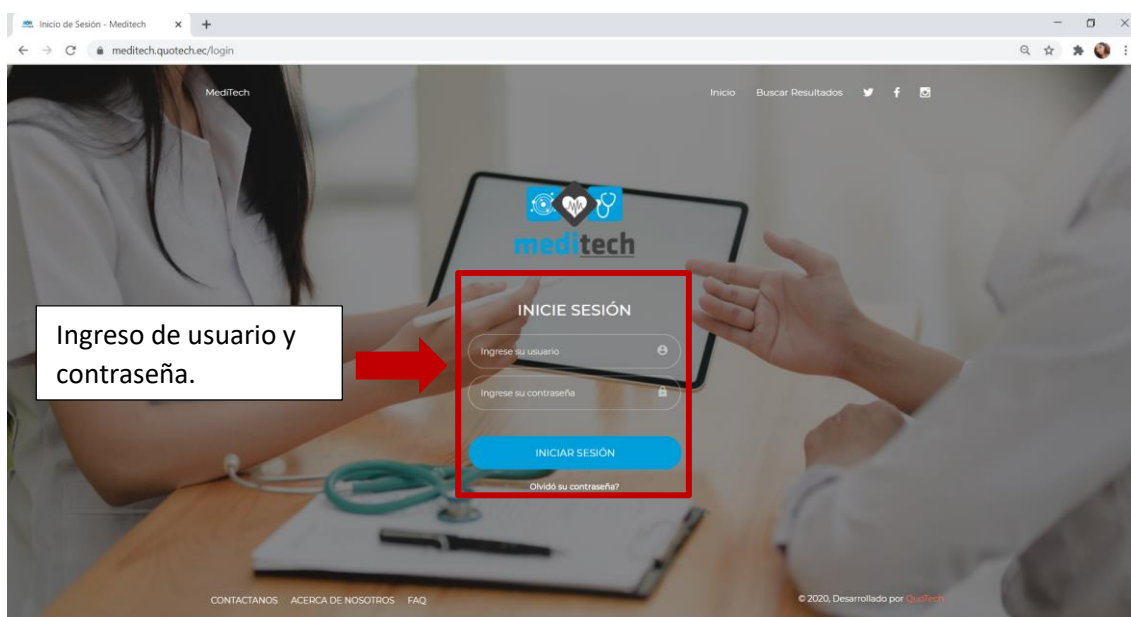 Inicio de Sesión - Meditech
meditech.quotech.ec/login
MediTech
Inicio Buscar Resultados
meditech
INICIE SESIÓN
Ingreso de usuario y
contraseña.
Ingrese su usuario
Ingrese su contraseña
INICIAR SESIÓN
Olvidó su contraseña?
CONTACTANOS ACERCA DE NOSOTROS FAQ
© 2020, Desarrollado por QuoTech